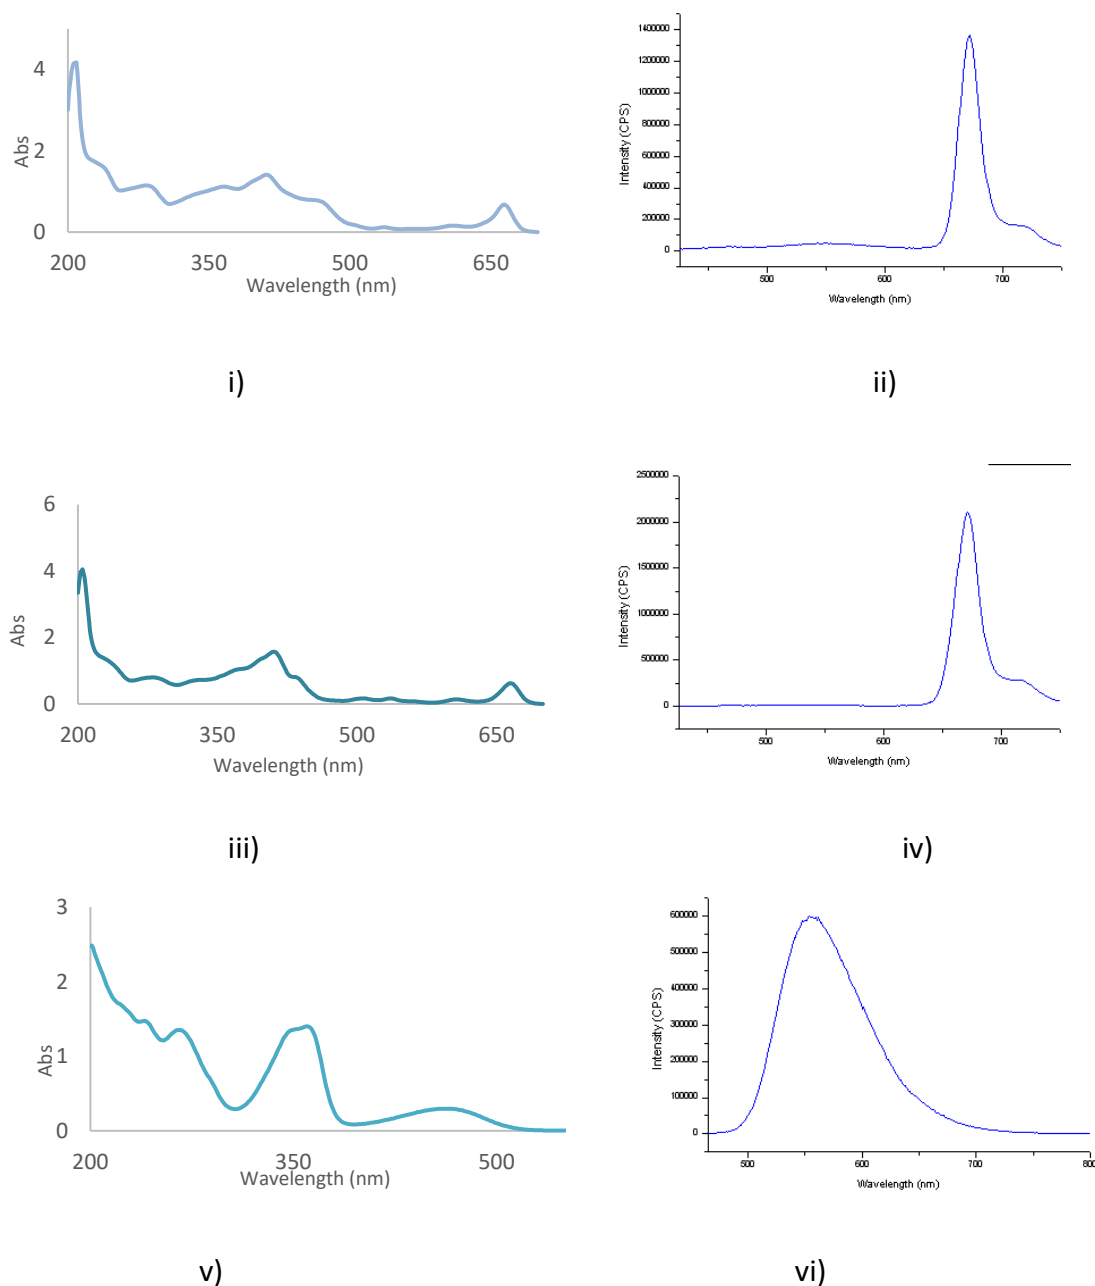 4
2
0
Abs
200 350 500 650
Wavelength (nm)
i)
1400000
1200000
1000000
800000
600000
400000
200000
0
Intensity (CPS)
500 600 700
Wavelength (nm)
ii)
6
4
2
0
Abs
200 350 500 650
Wavelength (nm)
iii)
2500000
2000000
1500000
1000000
500000
0
Intensity (CPS)
500 600 700
Wavelength (nm)
iv)
3
2
1
0
Abs
200 350 500
Wavelength (nm)
v)
600000
500000
400000
300000
200000
100000
0
Intensity (CPS)
500 600 700 800
Wavelength (nm)
vi)